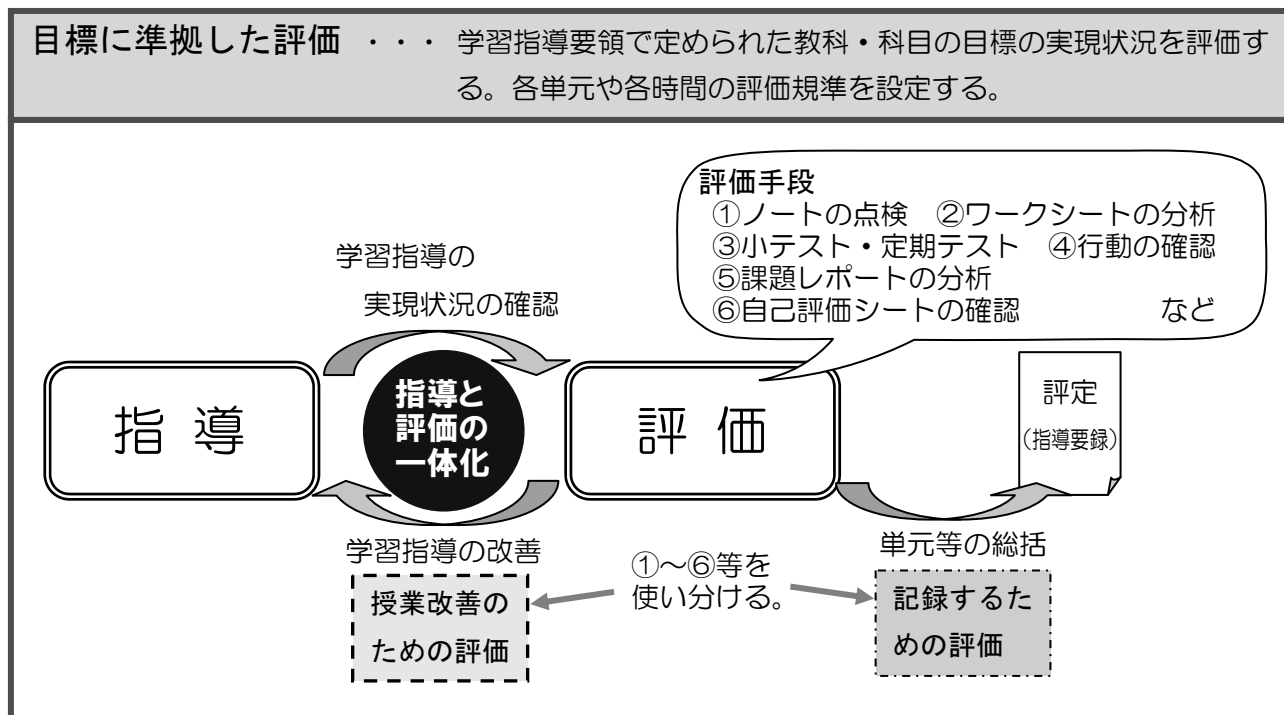 目標に準拠した評価 ・・・ 学習指導要領で定められた教科・科目の目標の実現状況を評価す
る。各単元や各時間の評価規準を設定する。
評価手段
①ノートの点検 ②ワークシートの分析
③小テスト・定期テスト ④行動の確認
⑤課題レポートの分析
⑥自己評価シートの確認 など
学習指導の
実現状況の確認
指導
指導と
評価の
一体化
評価
評定
(指導要録)
学習指導の改善
授業改善の
ための評価
①～⑥等を
使い分ける。
単元等の総括
記録するた
めの評価